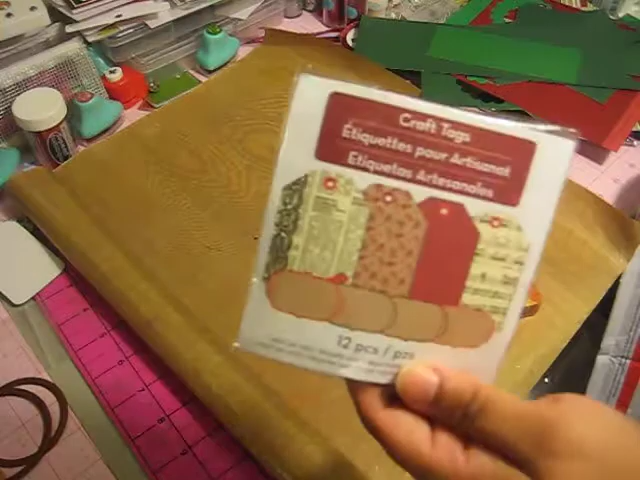 Craft Tags
Étiquettes pour Artisanat
Etiquetas Artesanales
12 pcs / pzs